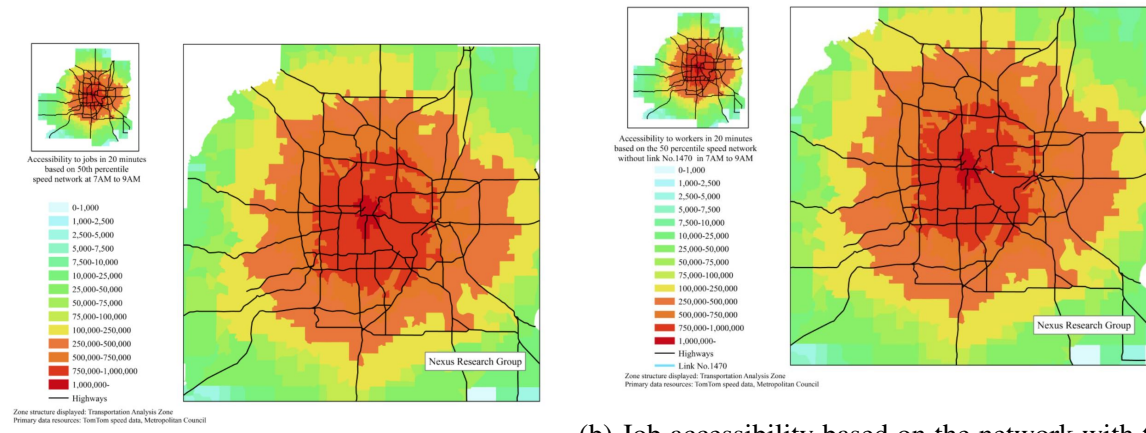 Accessibility to jobs in 20 minutes
based on 50th percentile
speed network at 7AM to 9AM
0-1,000
1,000-2,500
2,500-5,000
5,000-7,500
7,500-10,000
10,000-25,000
25,000-50,000
50,000-75,000
75,000-100,000
100,000-250,000
250,000-500,000
500,000-750,000
750,000-1,000,000
1,000,000-
Highways
Nexus Research Group
Zone structure displayed: Transportation Analysis Zone
Primary data resources: TomTom speed data, Metropolitan Council
Accessibility to workers in 20 minutes
based on the 50 percentile speed network
without link No.1470 in 7AM to 9AM
0-1,000
1,000-2,500
2,500-5,000
5,000-7,500
7,500-10,000
10,000-25,000
25,000-50,000
50,000-75,000
75,000-100,000
100,000-250,000
250,000-500,000
500,000-750,000
750,000-1,000,000
1,000,000-
Highways
Link No.1470
Nexus Research Group
Zone structure displayed: Transportation Analysis Zone
Primary data resources: TomTom speed data, Metropolitan Council
(b) Job accessibility based on the network with